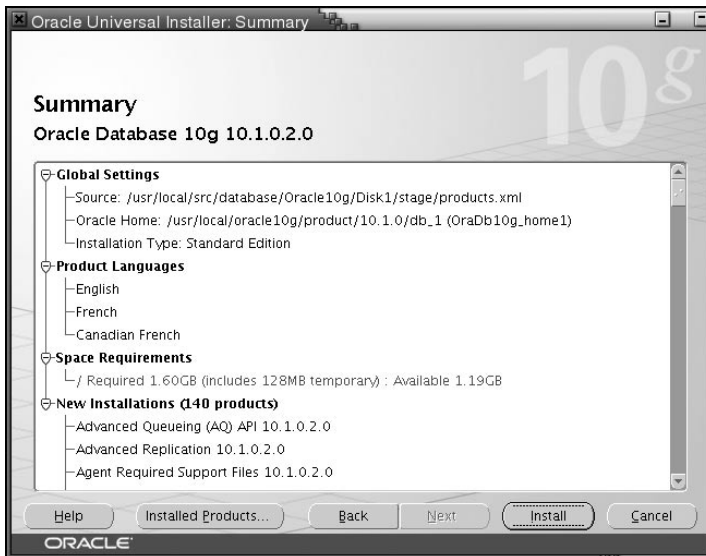 Oracle Universal Installer: Summary
10g
Summary
Oracle Database 10g 10.1.0.2.0
Global Settings
Source: /usr/local/src/database/Oracle10g/Disk1/stage/products.xml
Oracle Home: /usr/local/oracle10g/product/10.1.0/db_1 (OraDb10g_home1)
Installation Type: Standard Edition
Product Languages
English
French
Canadian French
Space Requirements
/ Required 1.60GB (includes 128MB temporary) : Available 1.19GB
New Installations (140 products)
Advanced Queueing (AQ) API 10.1.0.2.0
Advanced Replication 10.1.0.2.0
Agent Required Support Files 10.1.0.2.0
Help Installed Products... Back Next Install Cancel
ORACLE